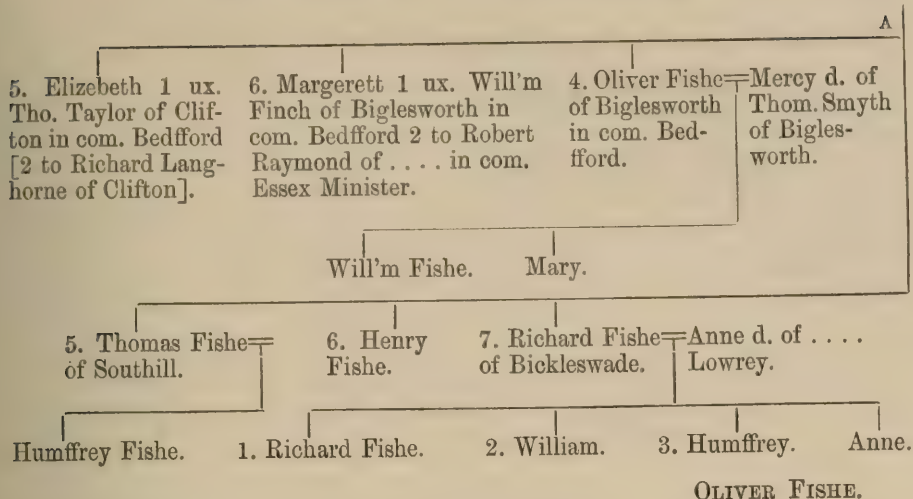 A
5. Elizebeth 1 ux.
Tho. Taylor of Clif-
ton in com. Bedfford
[2 to Richard Lang-
horne of Clifton].
6. Margerett 1 ux. Will'm
Finch of Biglesworth in
com. Bedfford 2 to Robert
Raymond of . . . . in com.
Essex Minister.
4. Oliver Fishe
of Biglesworth
in com. Bed-
fford.
Mercy d. of
Thom. Smyth
of Bigles-
worth.
Will'm Fishe.
Mary.
5. Thomas Fishe
of Southill.
6. Henry
Fishe.
7. Richard Fishe
of Bickleswade.
Anne d. of . . . .
Lowrey.
Humffrey Fishe.
1. Richard Fishe.
2. William.
3. Humffrey.
Anne.
OLIVER FISHE.